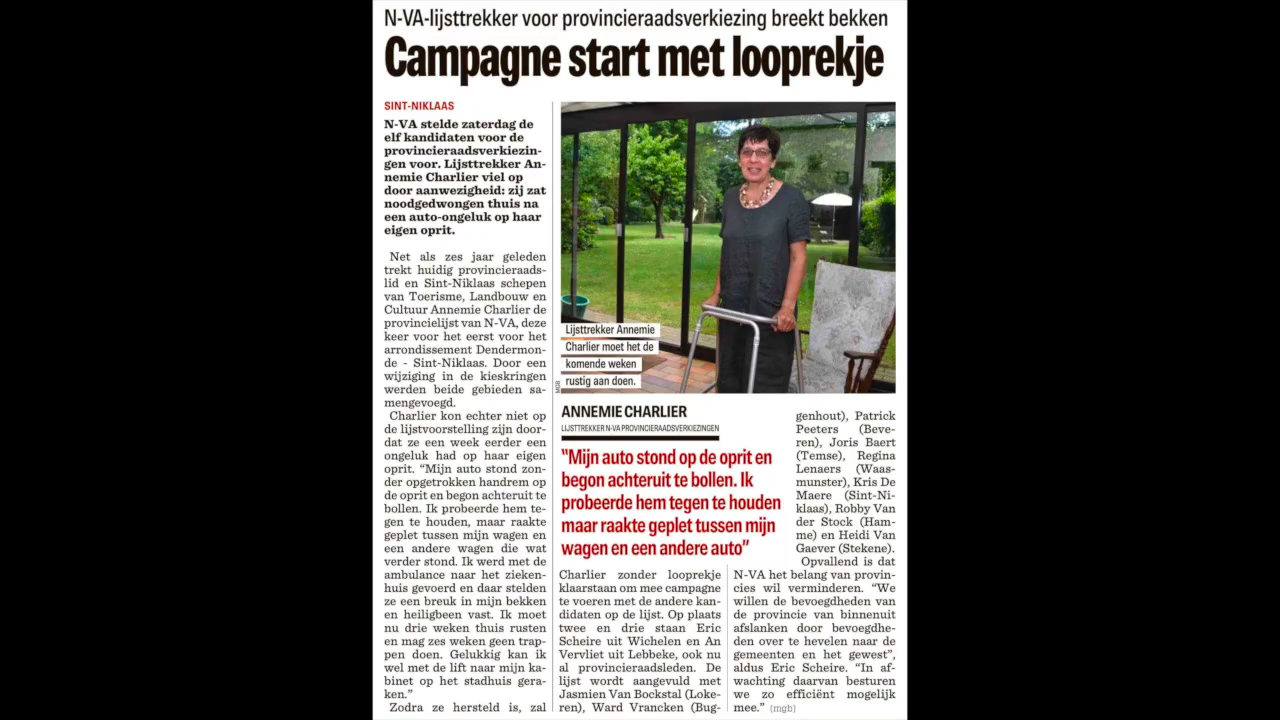 N-VA-lijsttrekker voor provincieraadsverkiezing breekt bekken
Campagne start met looprekje
SINT-NIKLAAS
N-VA stelde zaterdag de
elf kandidaten voor de
provincieraadsverkiezin-
gen voor. Lijsttrekker An-
nemie Charlier viel op
door aanwezigheid: zij zat
noodgedwongen thuis na
een auto-ongeluk op haar
eigen oprit.
Net als zes jaar geleden
trekt huidig provincieraads-
lid en Sint-Niklaas schepen
van Toerisme, Landbouw en
Cultuur Annemie Charlier de
provincielijst van N-VA, deze
keer voor het eerst voor het
arrondissement Dendermon-
de - Sint-Niklaas. Door een
wijziging in de kieskringen
werden beide gebieden sa-
mengevoegd.
Charlier kon echter niet op
de lijstvoorstelling zijn door-
dat ze een week eerder een
ongeluk had op haar eigen
oprit. “Mijn auto stond zon-
der opgetrokken handrem op
de oprit en begon achteruit te
bollen. Ik probeerde hem te-
gen te houden, maar raakte
geplet tussen mijn wagen en
een andere wagen die wat
verder stond. Ik werd met de
ambulance naar het zieken-
huis gevoerd en daar stelden
ze een breuk in mijn bekken
en heiligbeen vast. Ik moet
nu drie weken thuis rusten
en mag zes weken geen trap-
pen doen. Gelukkig kan ik
wel met de lift naar mijn ka-
binet op het stadhuis gera-
ken.”
Zodra ze hersteld is, zal
Lijsttrekker Annemie
Charlier moet het de
komende weken
rustig aan doen.
MGB
ANNEMIE CHARLIER
LIJSTTREKKER N-VA PROVINCIERAADSVERKIEZINGEN
“Mijn auto stond op de oprit en
begon achteruit te bollen. Ik
probeerde hem tegen te houden
maar raakte geplet tussen mijn
wagen en een andere auto”
Charlier zonder looprekje
klaarstaan om mee campagne
te voeren met de andere kan-
didaten op de lijst. Op plaats
twee en drie staan Eric
Scheire uit Wichelen en An
Vervliet uit Lebbeke, ook nu
al provincieraadsleden. De
lijst wordt aangevuld met
Jasmien Van Bockstal (Loke-
ren), Ward Vrancken (Bug-
genhout), Patrick
Peeters (Beve-
ren), Joris Baert
(Temse), Regina
Lenaers (Waas-
munster), Kris De
Maere (Sint-Ni-
klaas), Robby Van
der Stock (Ham-
me) en Heidi Van
Gaever (Stekene).
Opvallend is dat
N-VA het belang van provin-
cies wil verminderen. “We
willen de bevoegdheden van
de provincie van binnenuit
afslanken door bevoegdhe-
den over te hevelen naar de
gemeenten en het gewest”,
aldus Eric Scheire. “In af-
wachting daarvan besturen
we zo efficiënt mogelijk
mee.” (mgb)